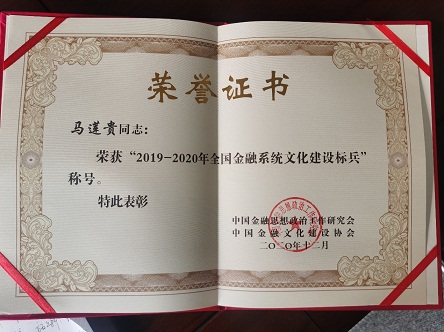 荣誉证书
马莲贵同志：
荣获“2019-2020年全国金融系统文化建设标兵”
称号。
特此表彰
中国金融思想政治工作研究会
中国金融文化建设协会
二〇二〇年十二月